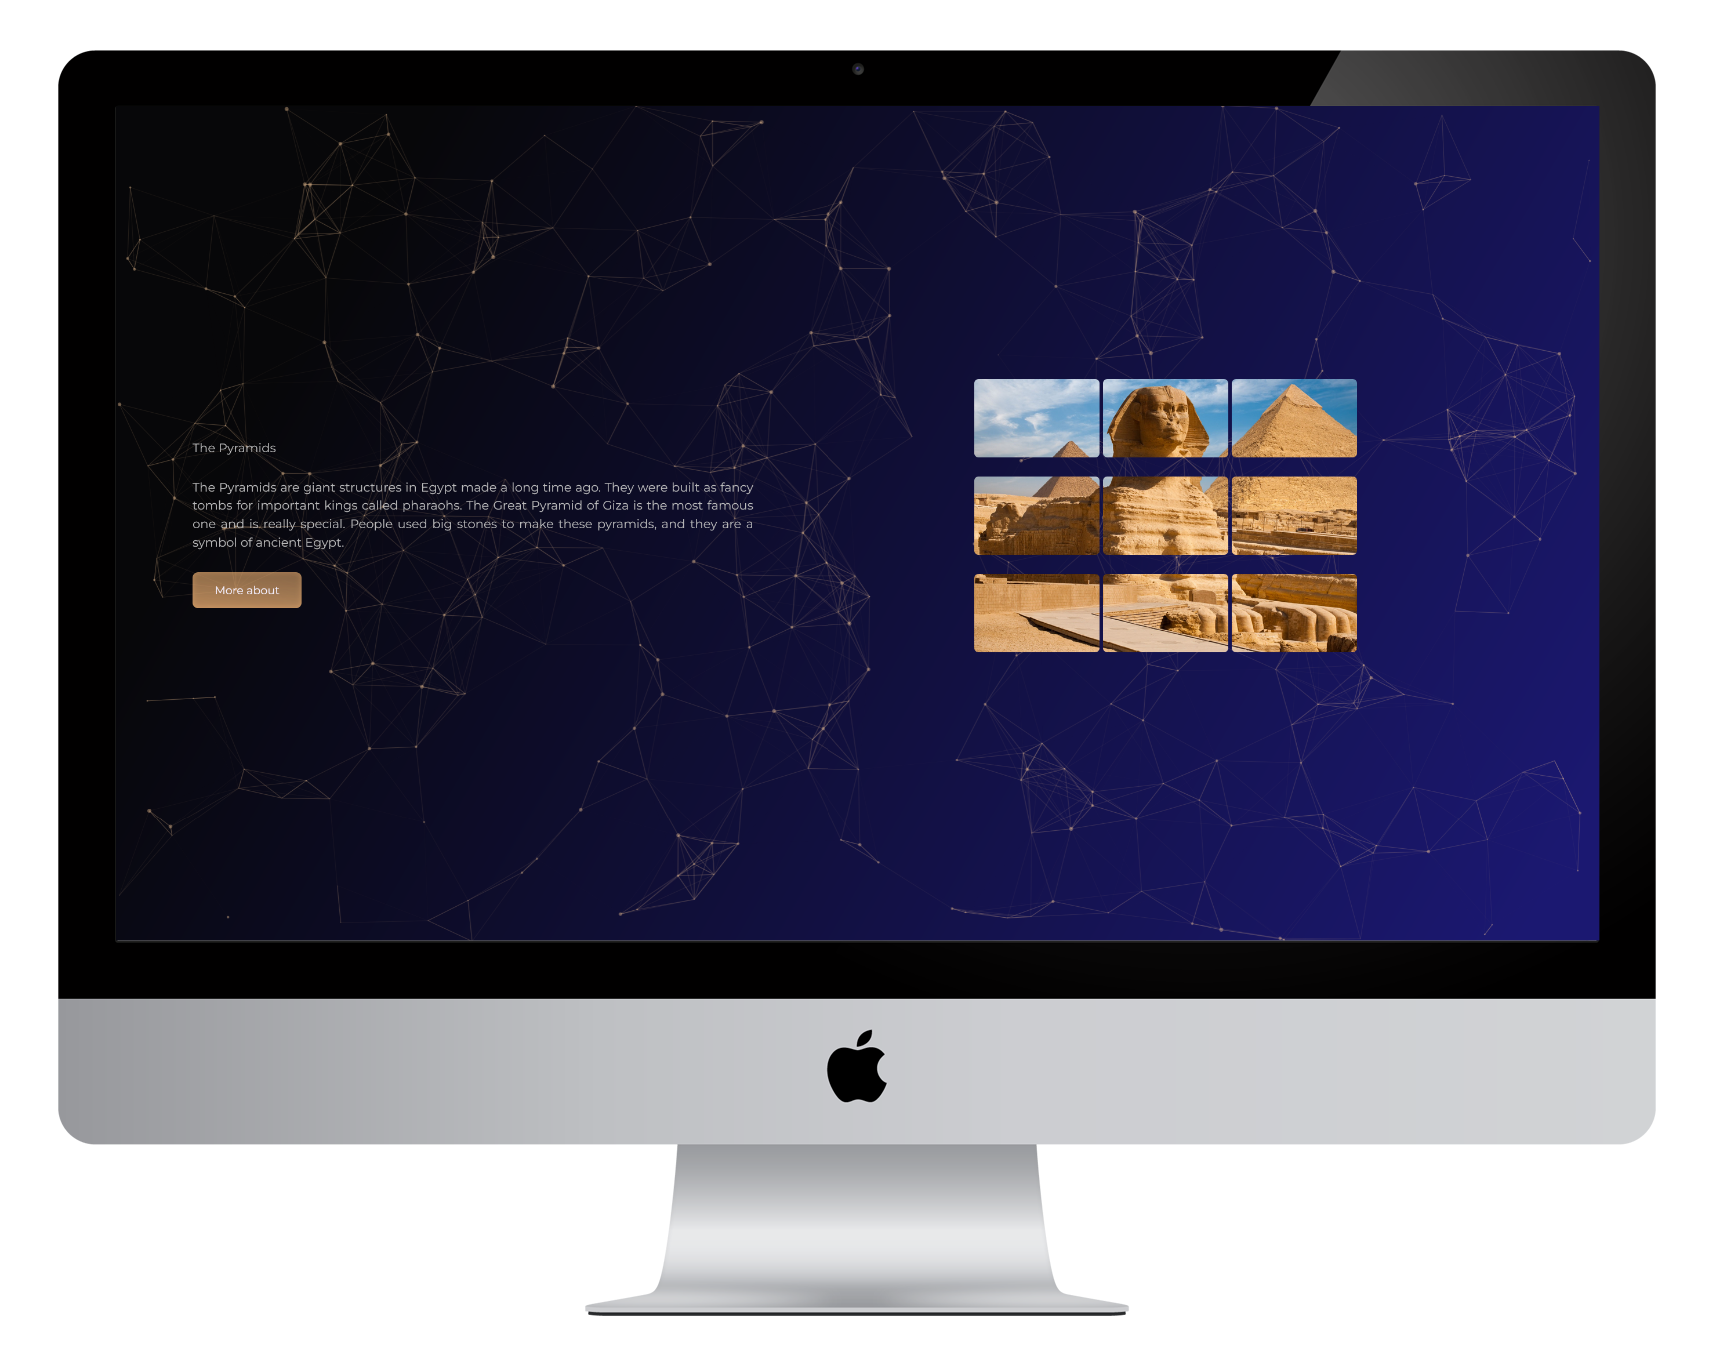 The Pyramids
The Pyramids are giant structures in Egypt made a long time ago. They were built as fancy
tombs for important kings called pharaohs. The Great Pyramid of Giza is the most famous
one and is really special. People used big stones to make these pyramids, and they are a
symbol of ancient Egypt.
More about